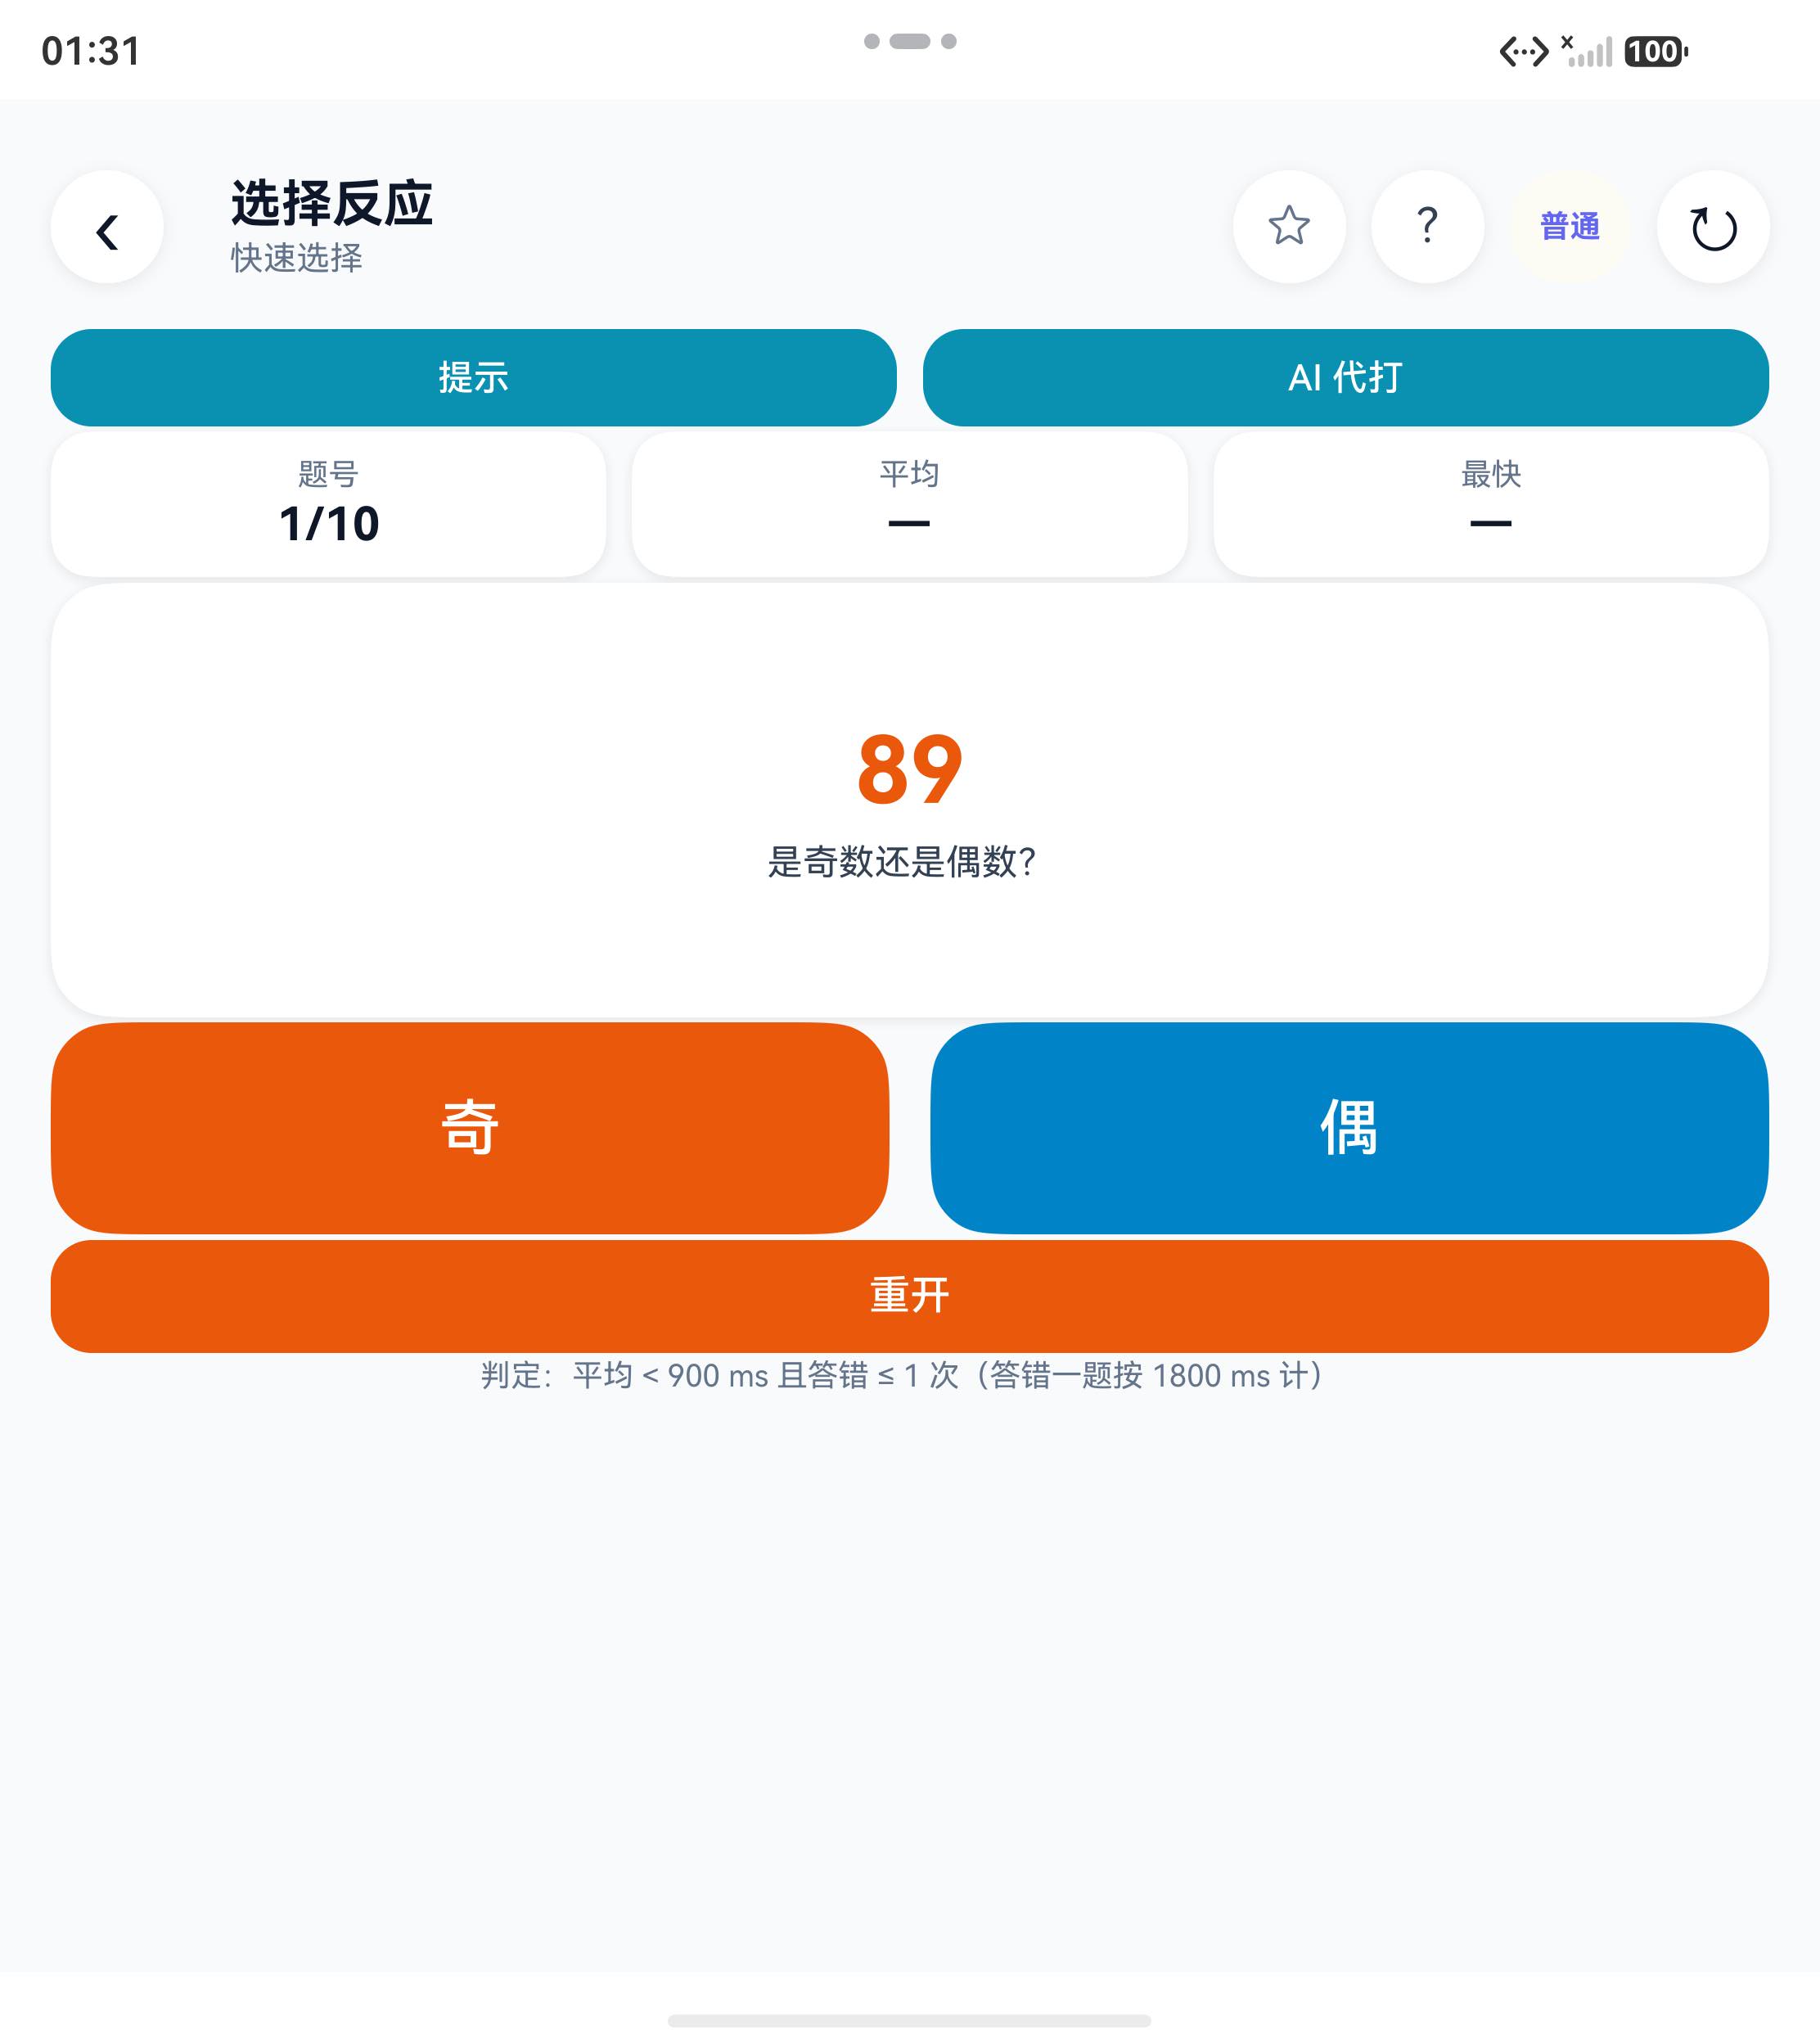 01:31
100
选择反应
快速选择
?
普通
提示
AI 代打
题号
1/10
平均
—
最快
—
89
是奇数还是偶数?
奇
偶
重开
判定：平均 < 900 ms 且答错 ≤ 1 次（答错一题按 1800 ms 计）